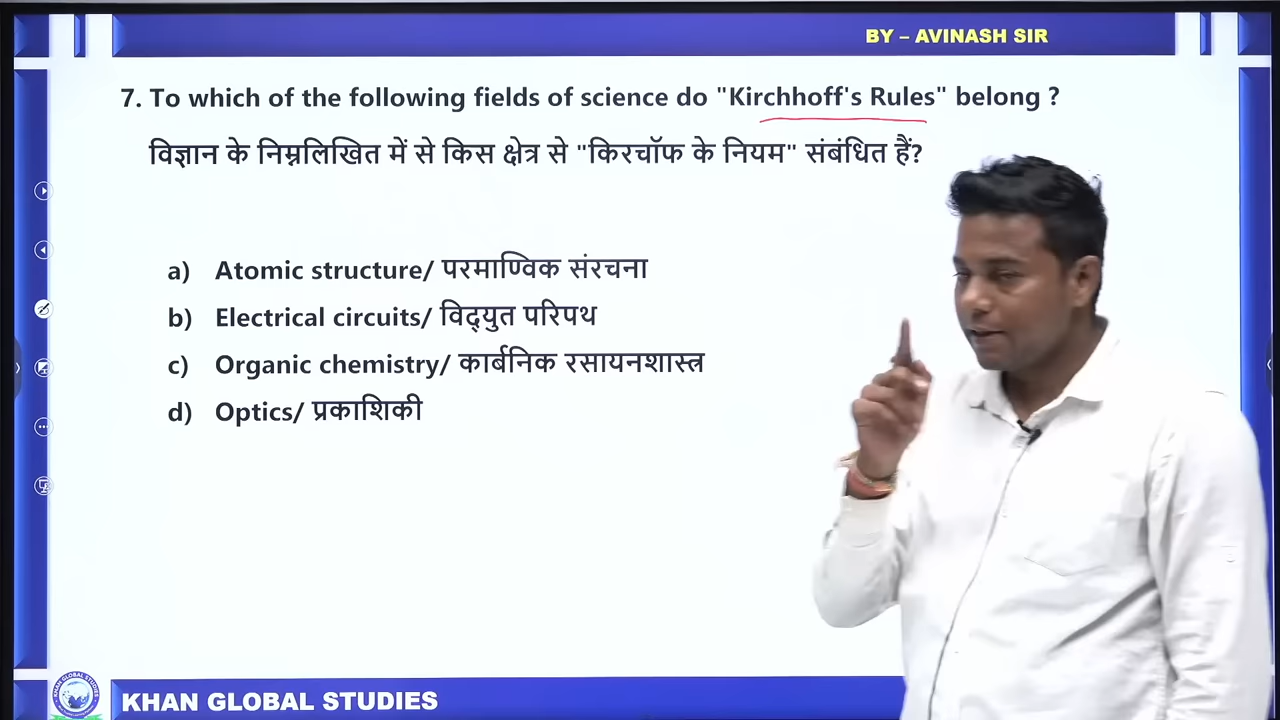 BY – AVINASH SIR
7. To which of the following fields of science do "Kirchhoff's Rules" belong ?
विज्ञान के निम्नलिखित में से किस क्षेत्र से "किरचॉफ के नियम" संबंधित हैं?
a) Atomic structure/ परमाण्विक संरचना
b) Electrical circuits/ विद्युत परिपथ
c) Organic chemistry/ कार्बनिक रसायनशास्त्र
d) Optics/ प्रकाशिकी
KHAN GLOBAL STUDIES